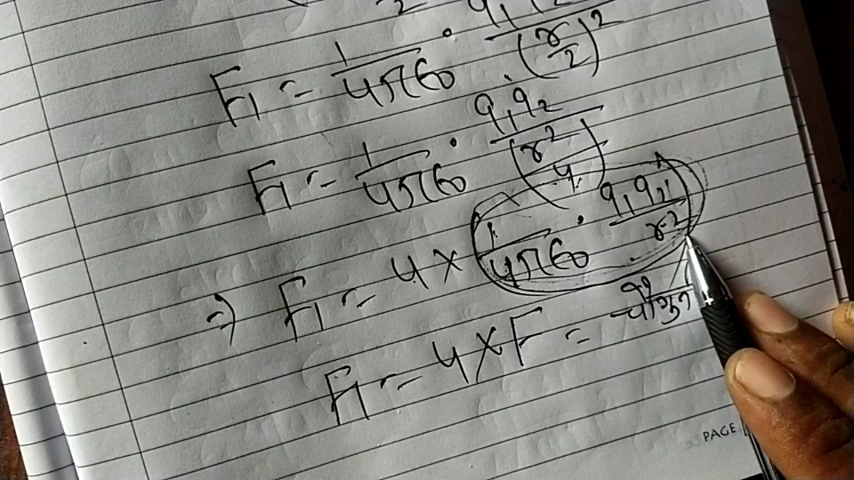 2
F₁ = 1/4πε₀ · q₁q₂/(r/2)²
F₁ = 1/4πε₀ · q₁q₂/(r²/4)
⇒ F₁ = 4 × 1/4πε₀ · q₁q₂/r²
F₁ = 4 × F = चौगुन
PAGE